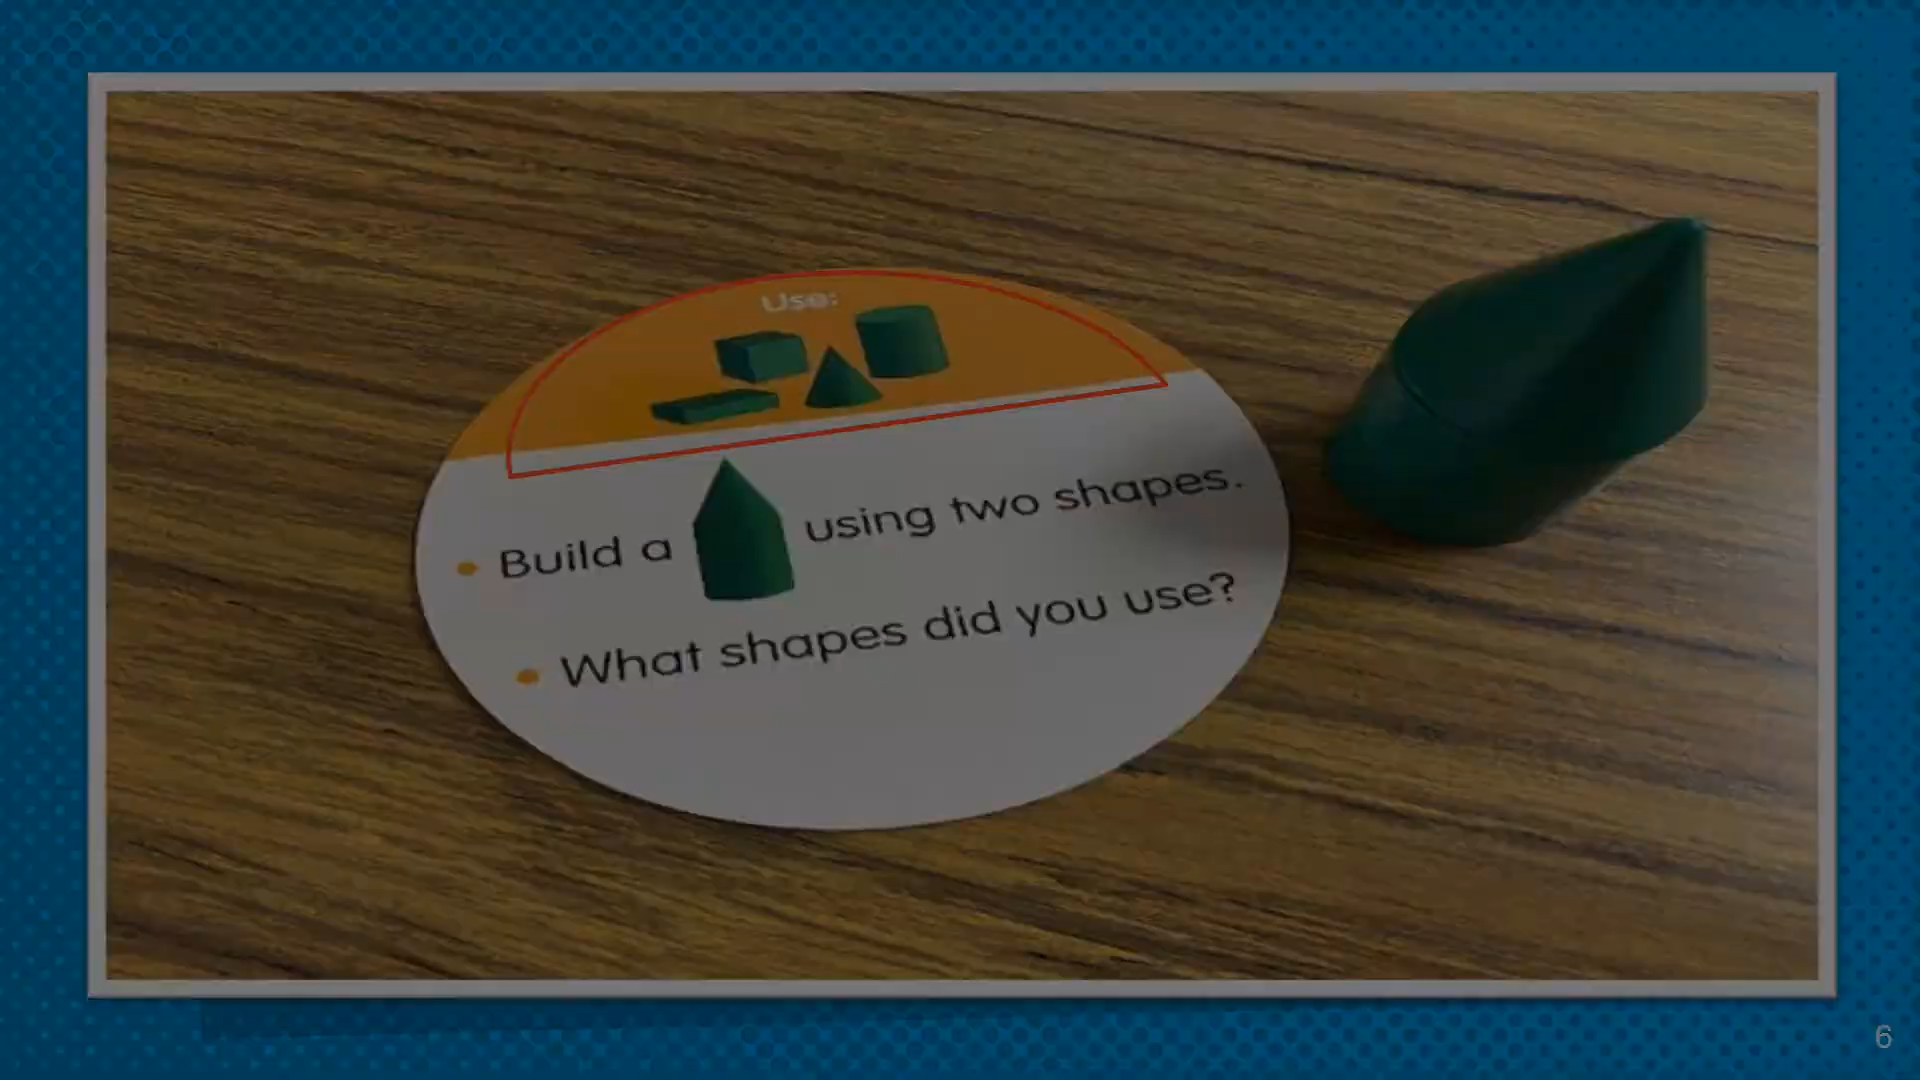 Use:
• Build a using two shapes.
• What shapes did you use?
6